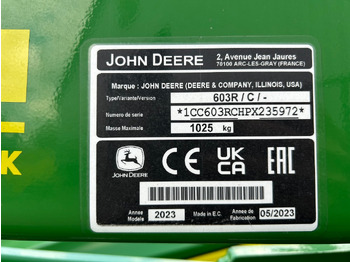 JOHN DEERE
2, Avenue Jean Jaures
70100 ARC-LES-GRAY (FRANCE)
Marque : JOHN DEERE (DEERE & COMPANY, ILLINOIS, USA)
Type/Variante/Version 603R / C / -
Numero de serie *1CC603RCHPX235972*
Masse Maximale 1025 kg
JOHN DEERE CE UK CA EAC
K
Annee Modele 2023 Made in E.C. Annee de Fabrication 05/2023